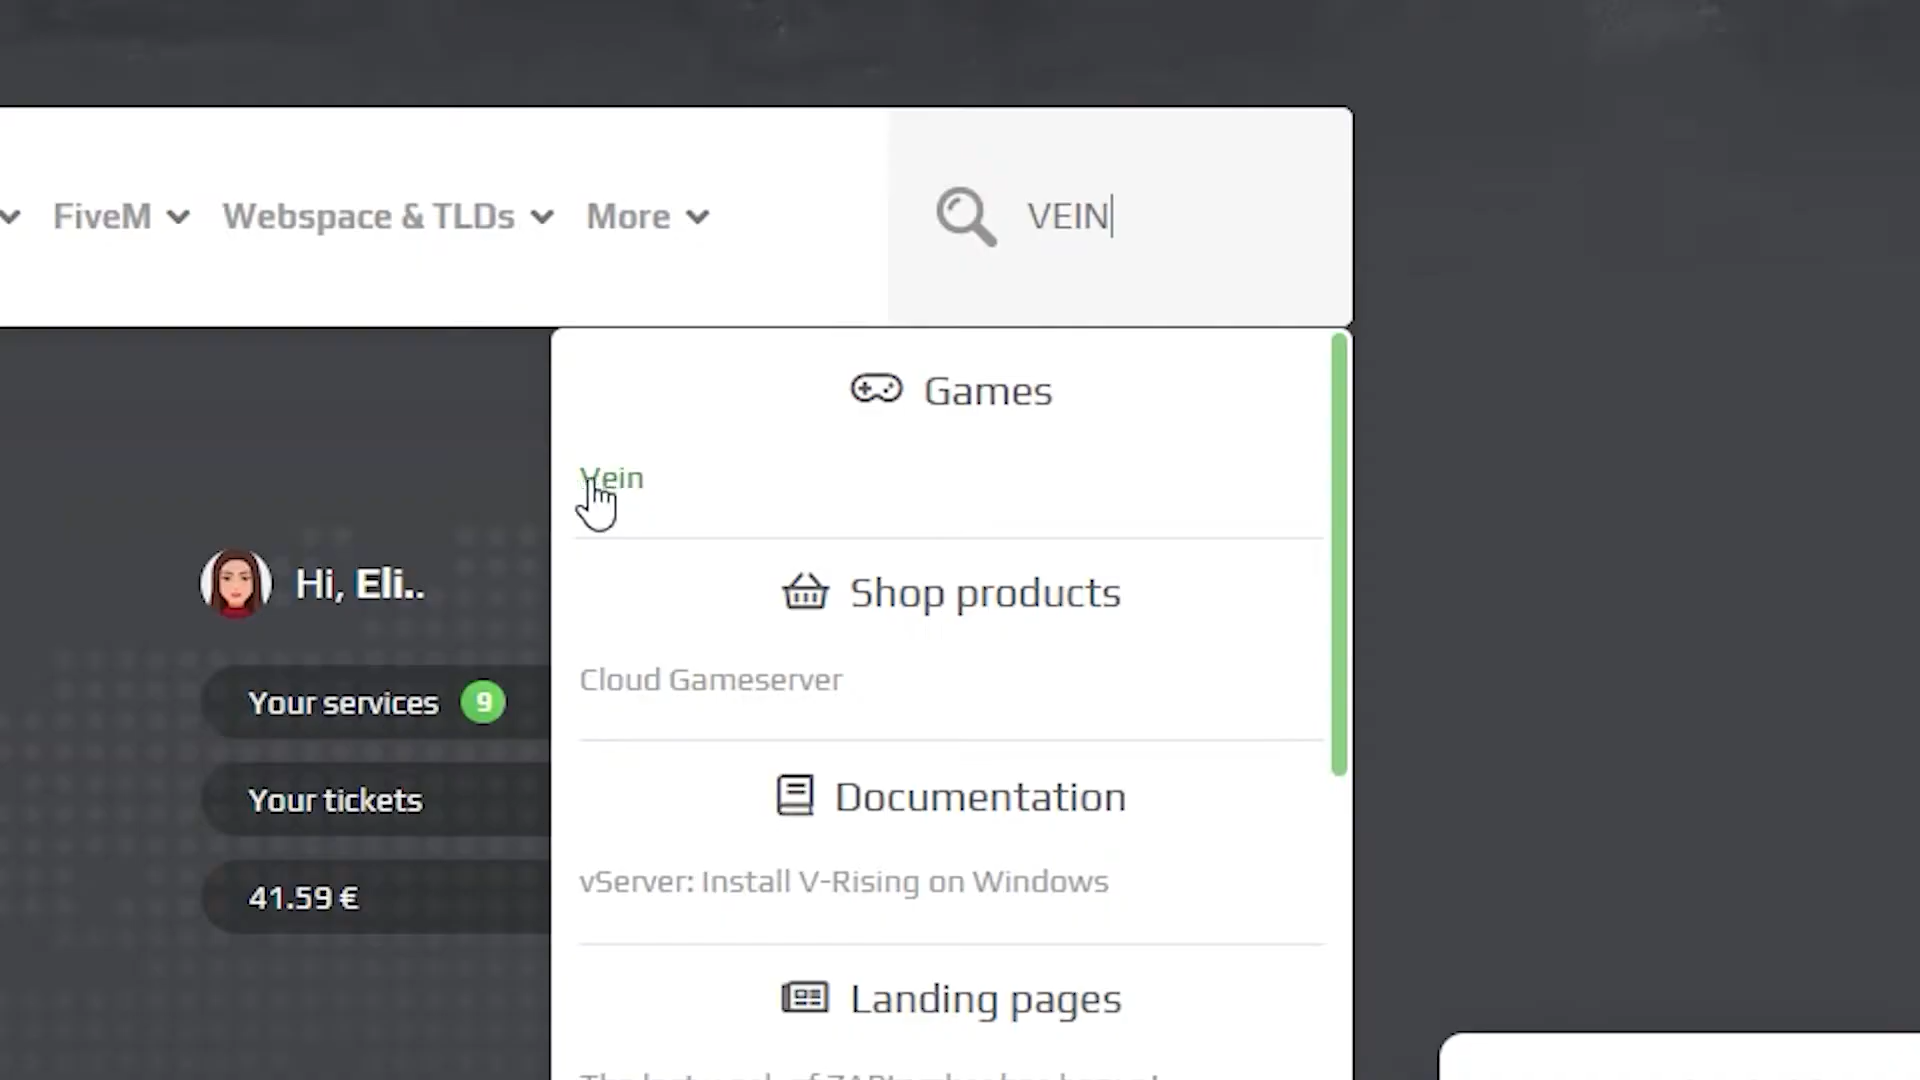 FiveM Webspace & TLDs More VEIN
Games
Vein
Hi, Eli..
Shop products
Cloud Gameserver
Your services 9
Your tickets
Documentation
vServer: Install V-Rising on Windows
41.59 €
Landing pages